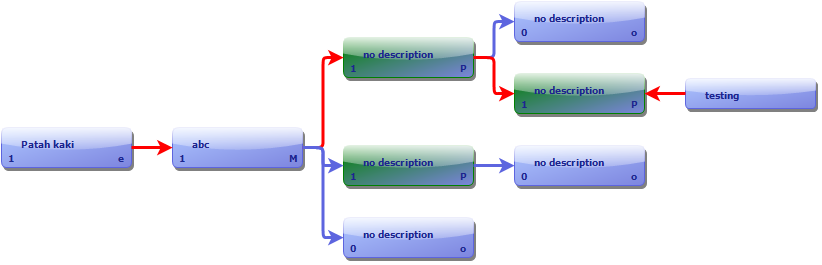 Patah kaki
1 e
abc
1 M
no description
1 P
no description
0 o
no description
1 P
testing
no description
1 P
no description
0 o
no description
0 o